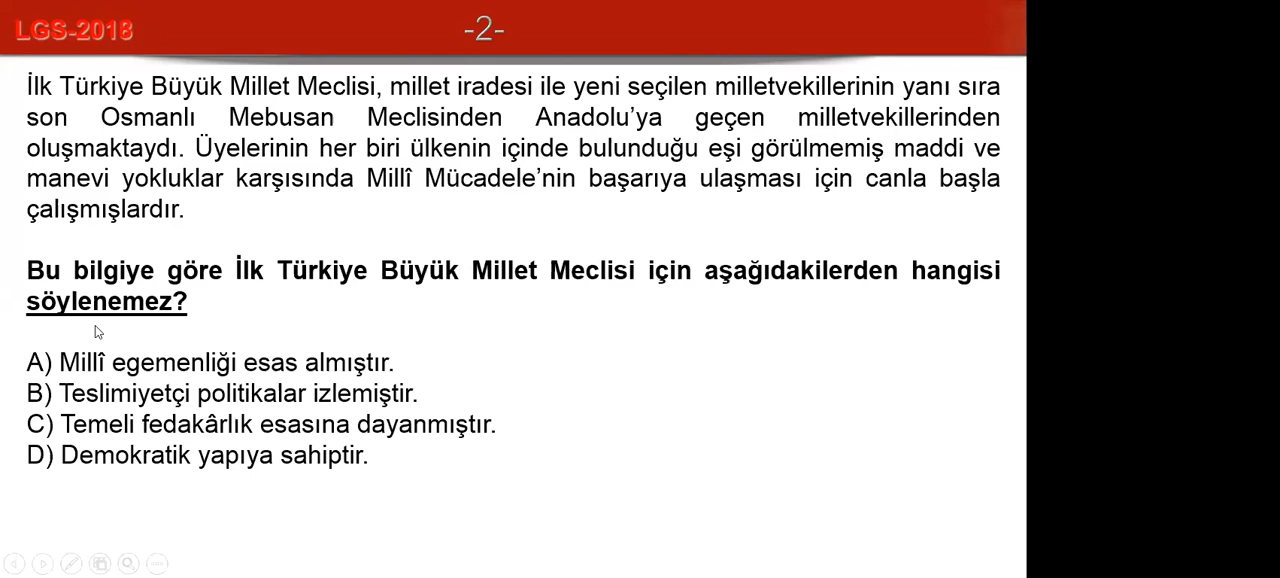 LGS-2018
-2-
İlk Türkiye Büyük Millet Meclisi, millet iradesi ile yeni seçilen milletvekillerinin yanı sıra
son Osmanlı Mebusan Meclisinden Anadolu’ya geçen milletvekillerinden
oluşmaktaydı. Üyelerinin her biri ülkenin içinde bulunduğu eşi görülmemiş maddi ve
manevi yokluklar karşısında Millî Mücadele’nin başarıya ulaşması için canla başla
çalışmışlardır.
Bu bilgiye göre İlk Türkiye Büyük Millet Meclisi için aşağıdakilerden hangisi
söylenemez?
A) Millî egemenliği esas almıştır.
B) Teslimiyetçi politikalar izlemiştir.
C) Temeli fedakârlık esasına dayanmıştır.
D) Demokratik yapıya sahiptir.